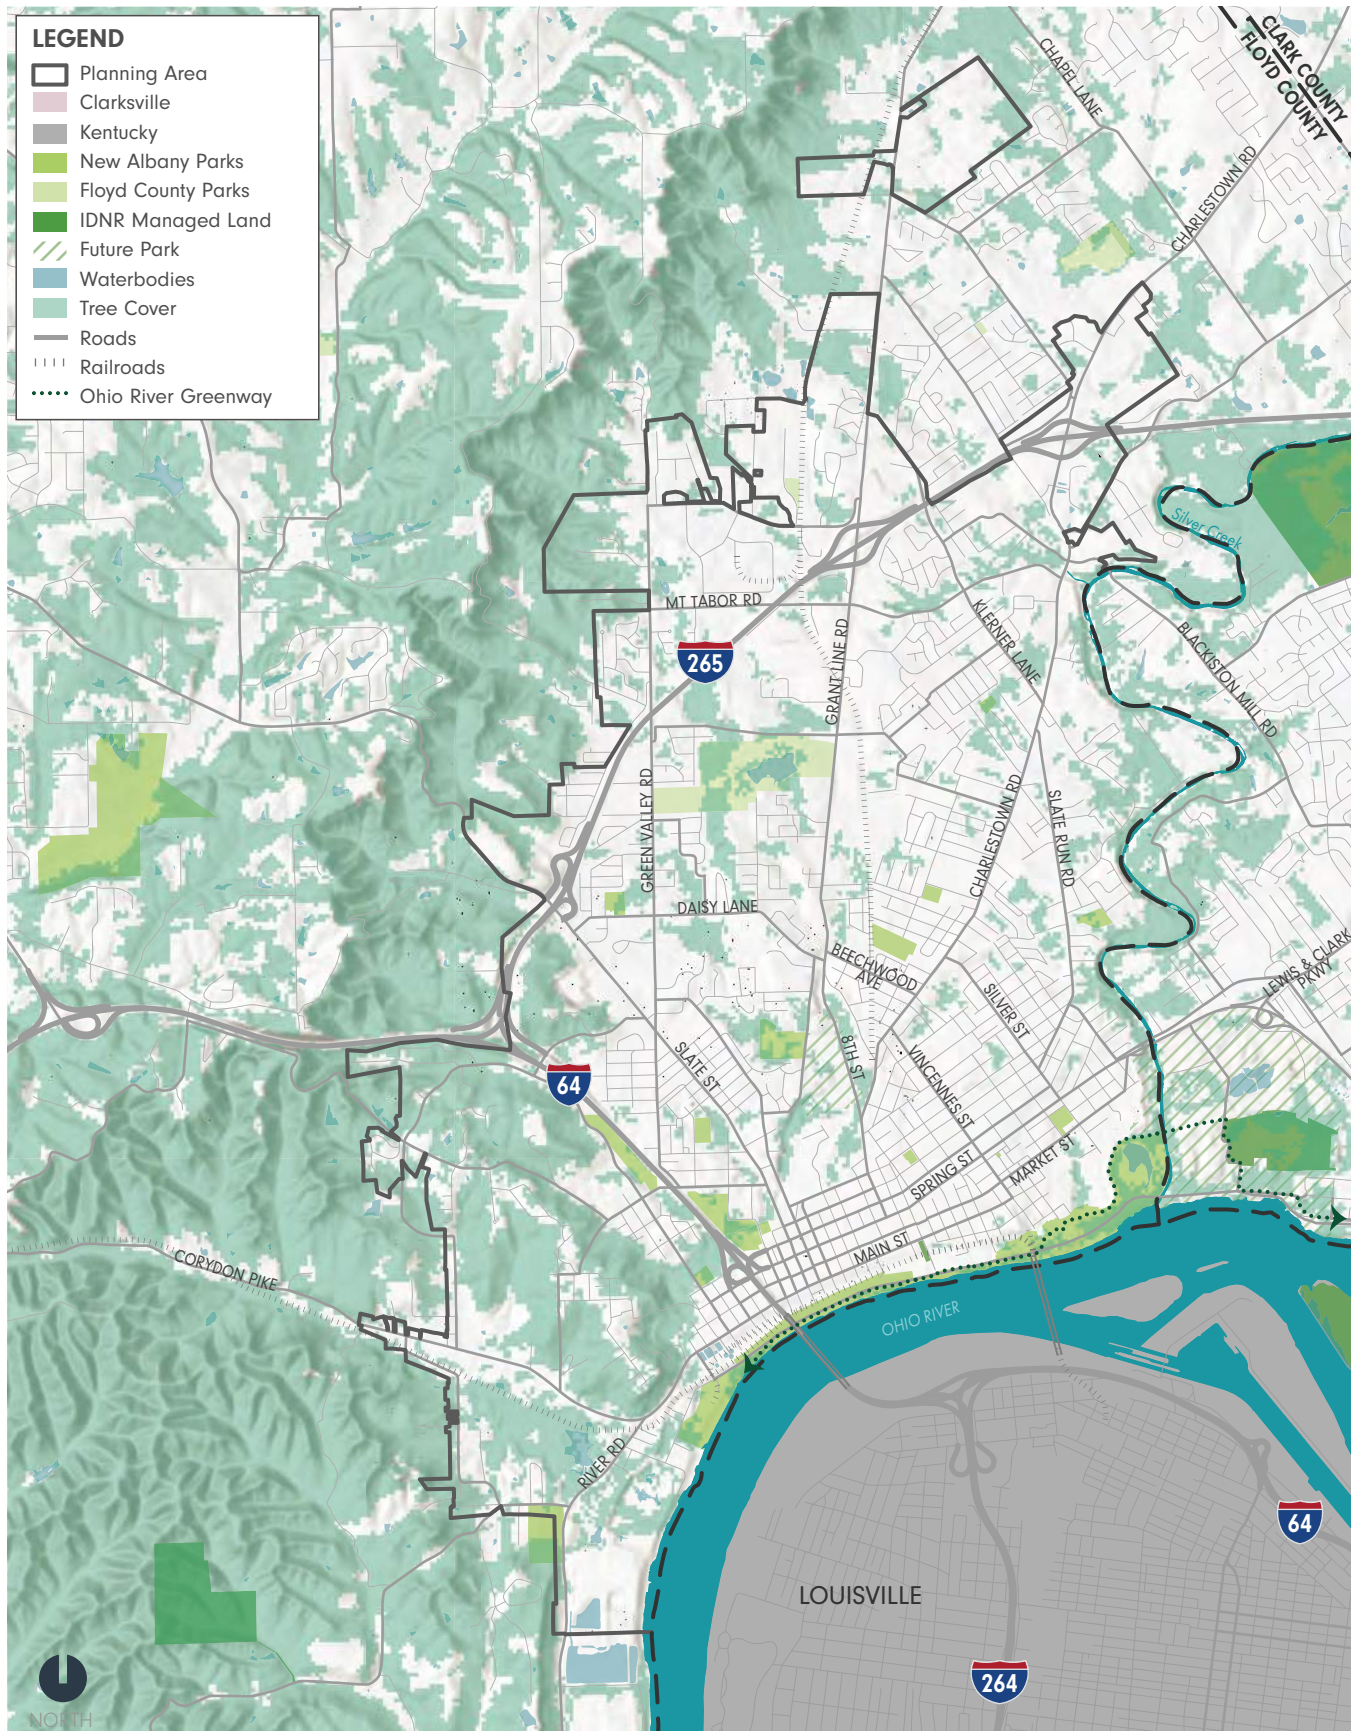 LEGEND
Planning Area
Clarksville
Kentucky
New Albany Parks
Floyd County Parks
IDNR Managed Land
Future Park
Waterbodies
Tree Cover
Roads
Railroads
Ohio River Greenway
CLARK COUNTY
FLOYD COUNTY
CHAPEL LANE
CHARLESTOWN RD
Silver Creek
MT TABOR RD
KLERNER LANE
BLACKISTON MILL RD
265
GRANT LINE RD
GREEN VALLEY RD
CHARLESTOWN RD
SLATE RUN RD
DAISY LANE
BEECHWOOD
AVE
LEWIS & CLARK
PKWY
SILVER ST
8TH ST
SLATE ST
VINCENNES ST
64
SPRING ST
MARKET ST
MAIN ST
CORYDON PIKE
OHIO RIVER
RIVER RD
64
LOUISVILLE
264
NORTH